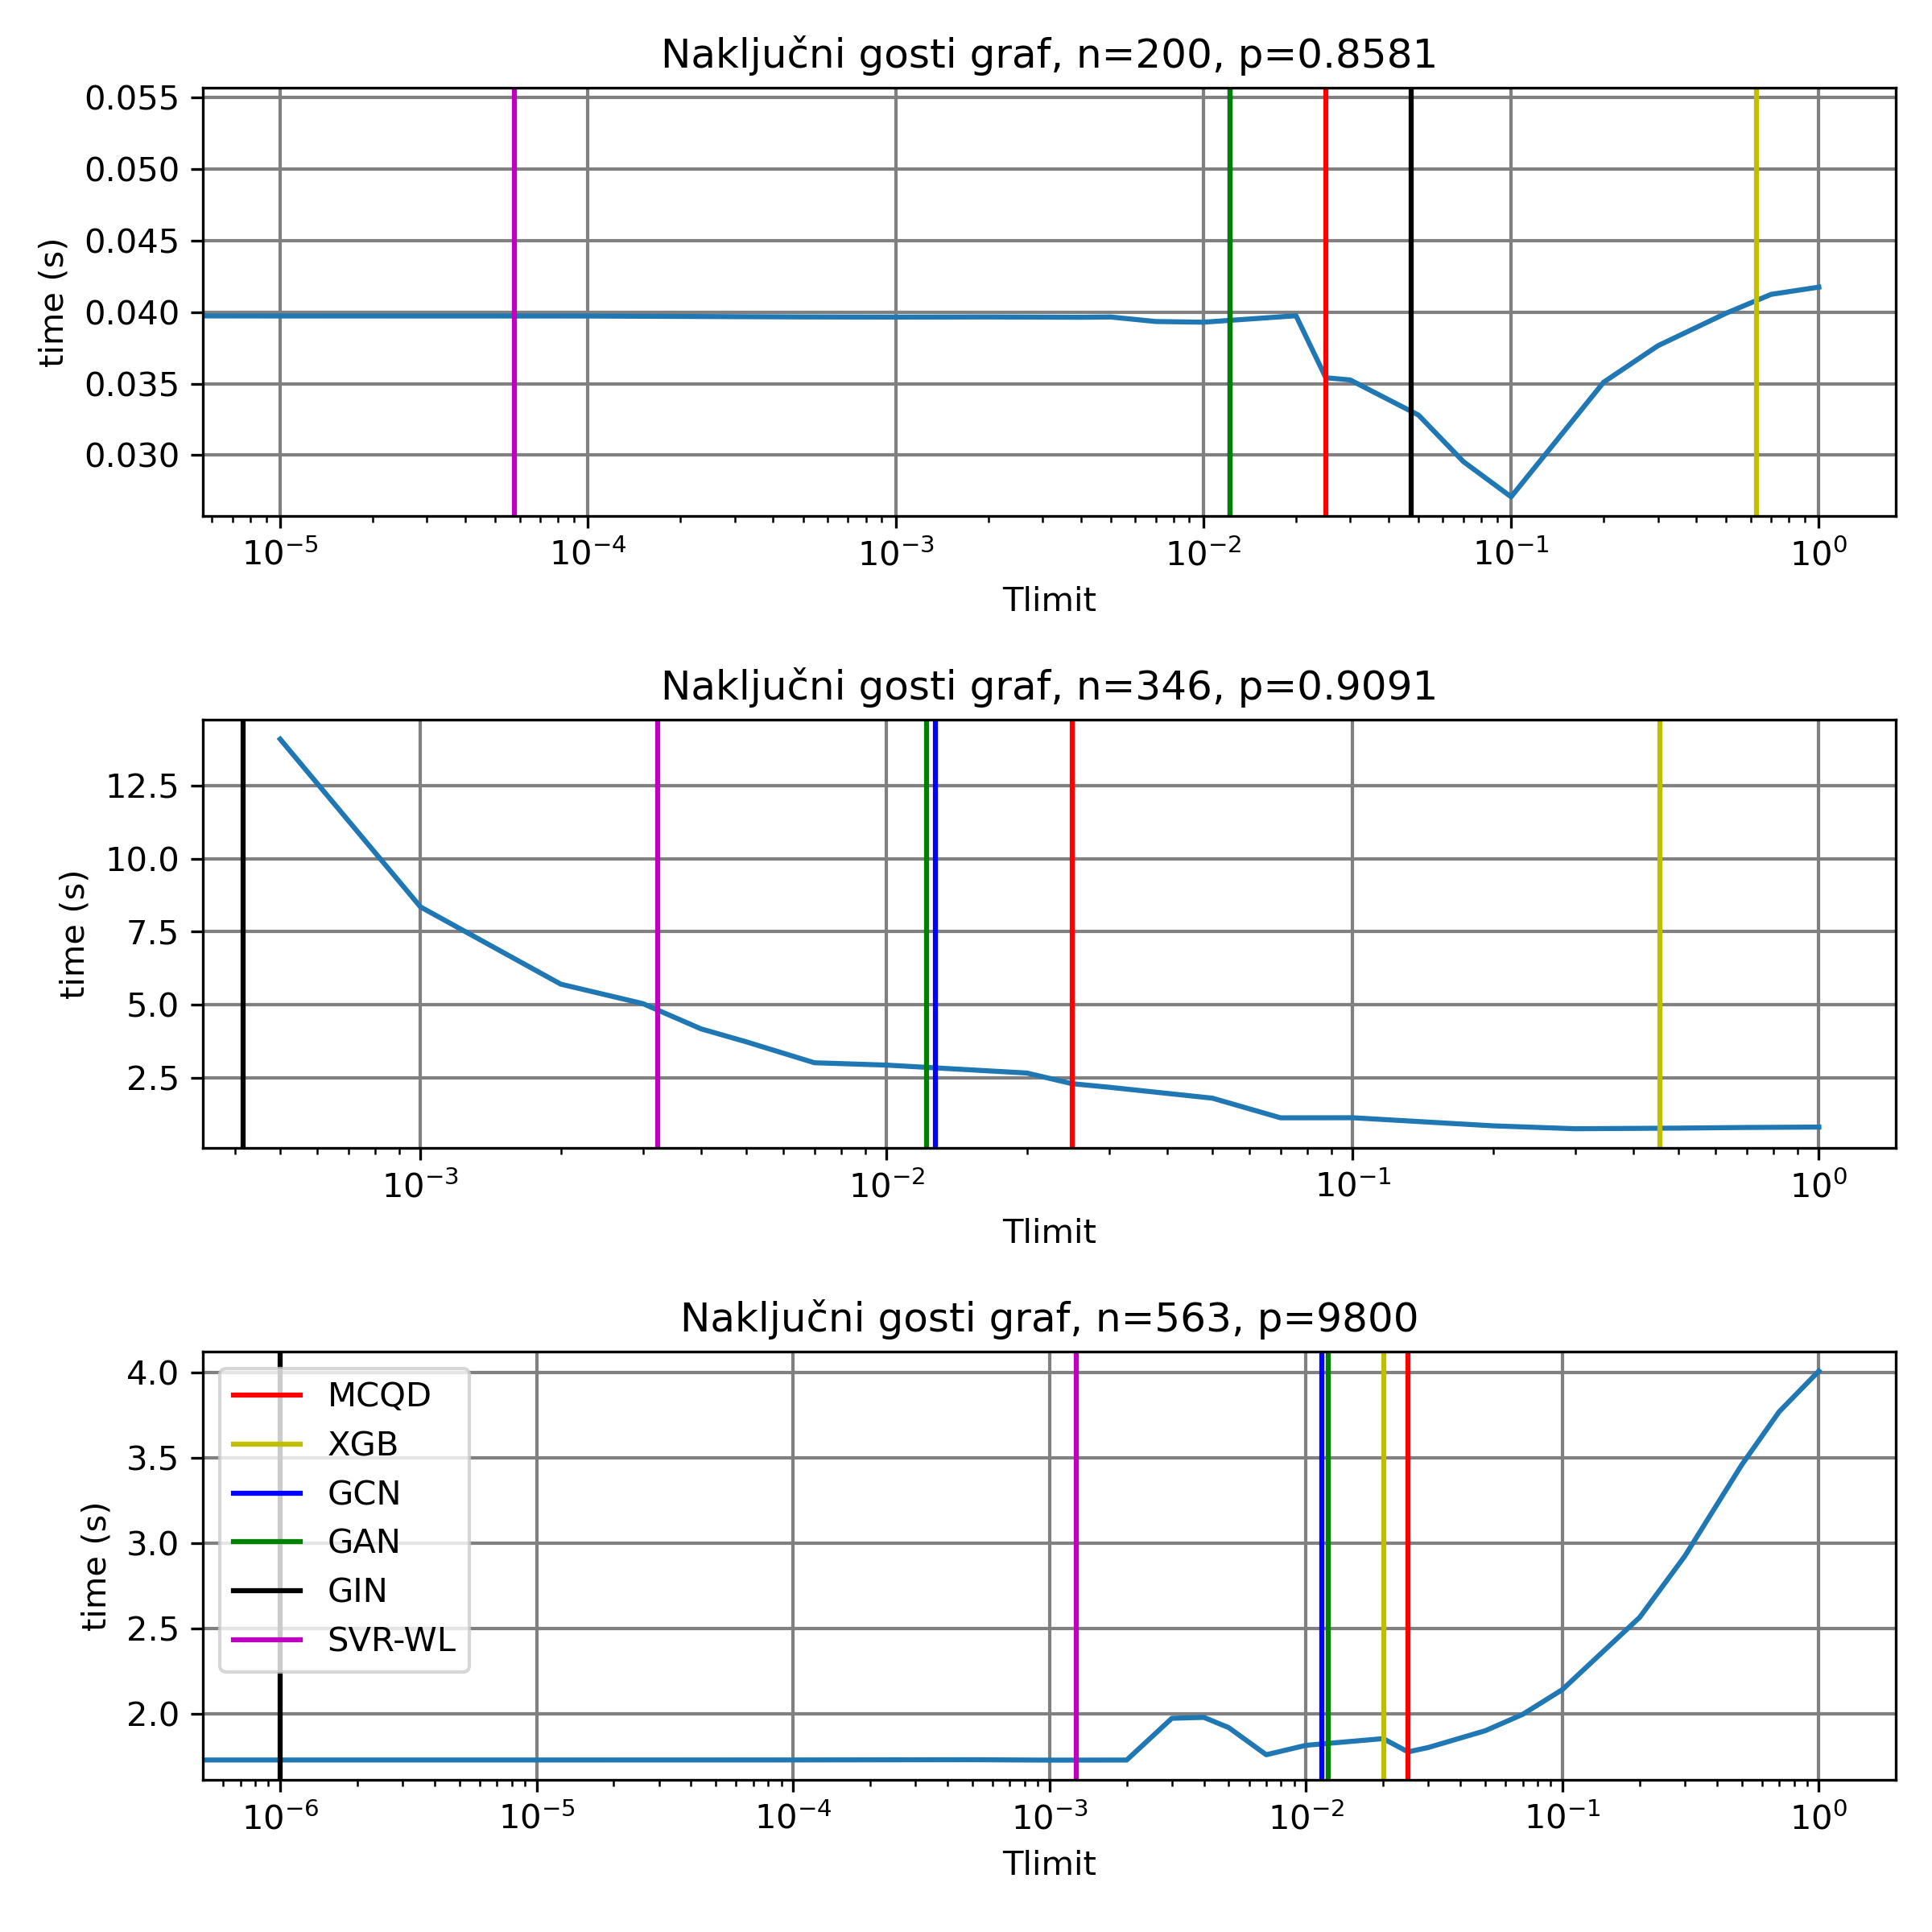 Naključni gosti graf, n=200, p=0.8581
0.055
0.050
0.045
0.040
0.035
0.030
time (s)
10⁻⁵ 10⁻⁴ 10⁻³ 10⁻² 10⁻¹ 10⁰
Tlimit
Naključni gosti graf, n=346, p=0.9091
12.5
10.0
7.5
5.0
2.5
time (s)
10⁻³ 10⁻² 10⁻¹ 10⁰
Tlimit
Naključni gosti graf, n=563, p=9800
4.0
3.5
3.0
2.5
2.0
time (s)
MCQD
XGB
GCN
GAN
GIN
SVR-WL
10⁻⁶ 10⁻⁵ 10⁻⁴ 10⁻³ 10⁻² 10⁻¹ 10⁰
Tlimit